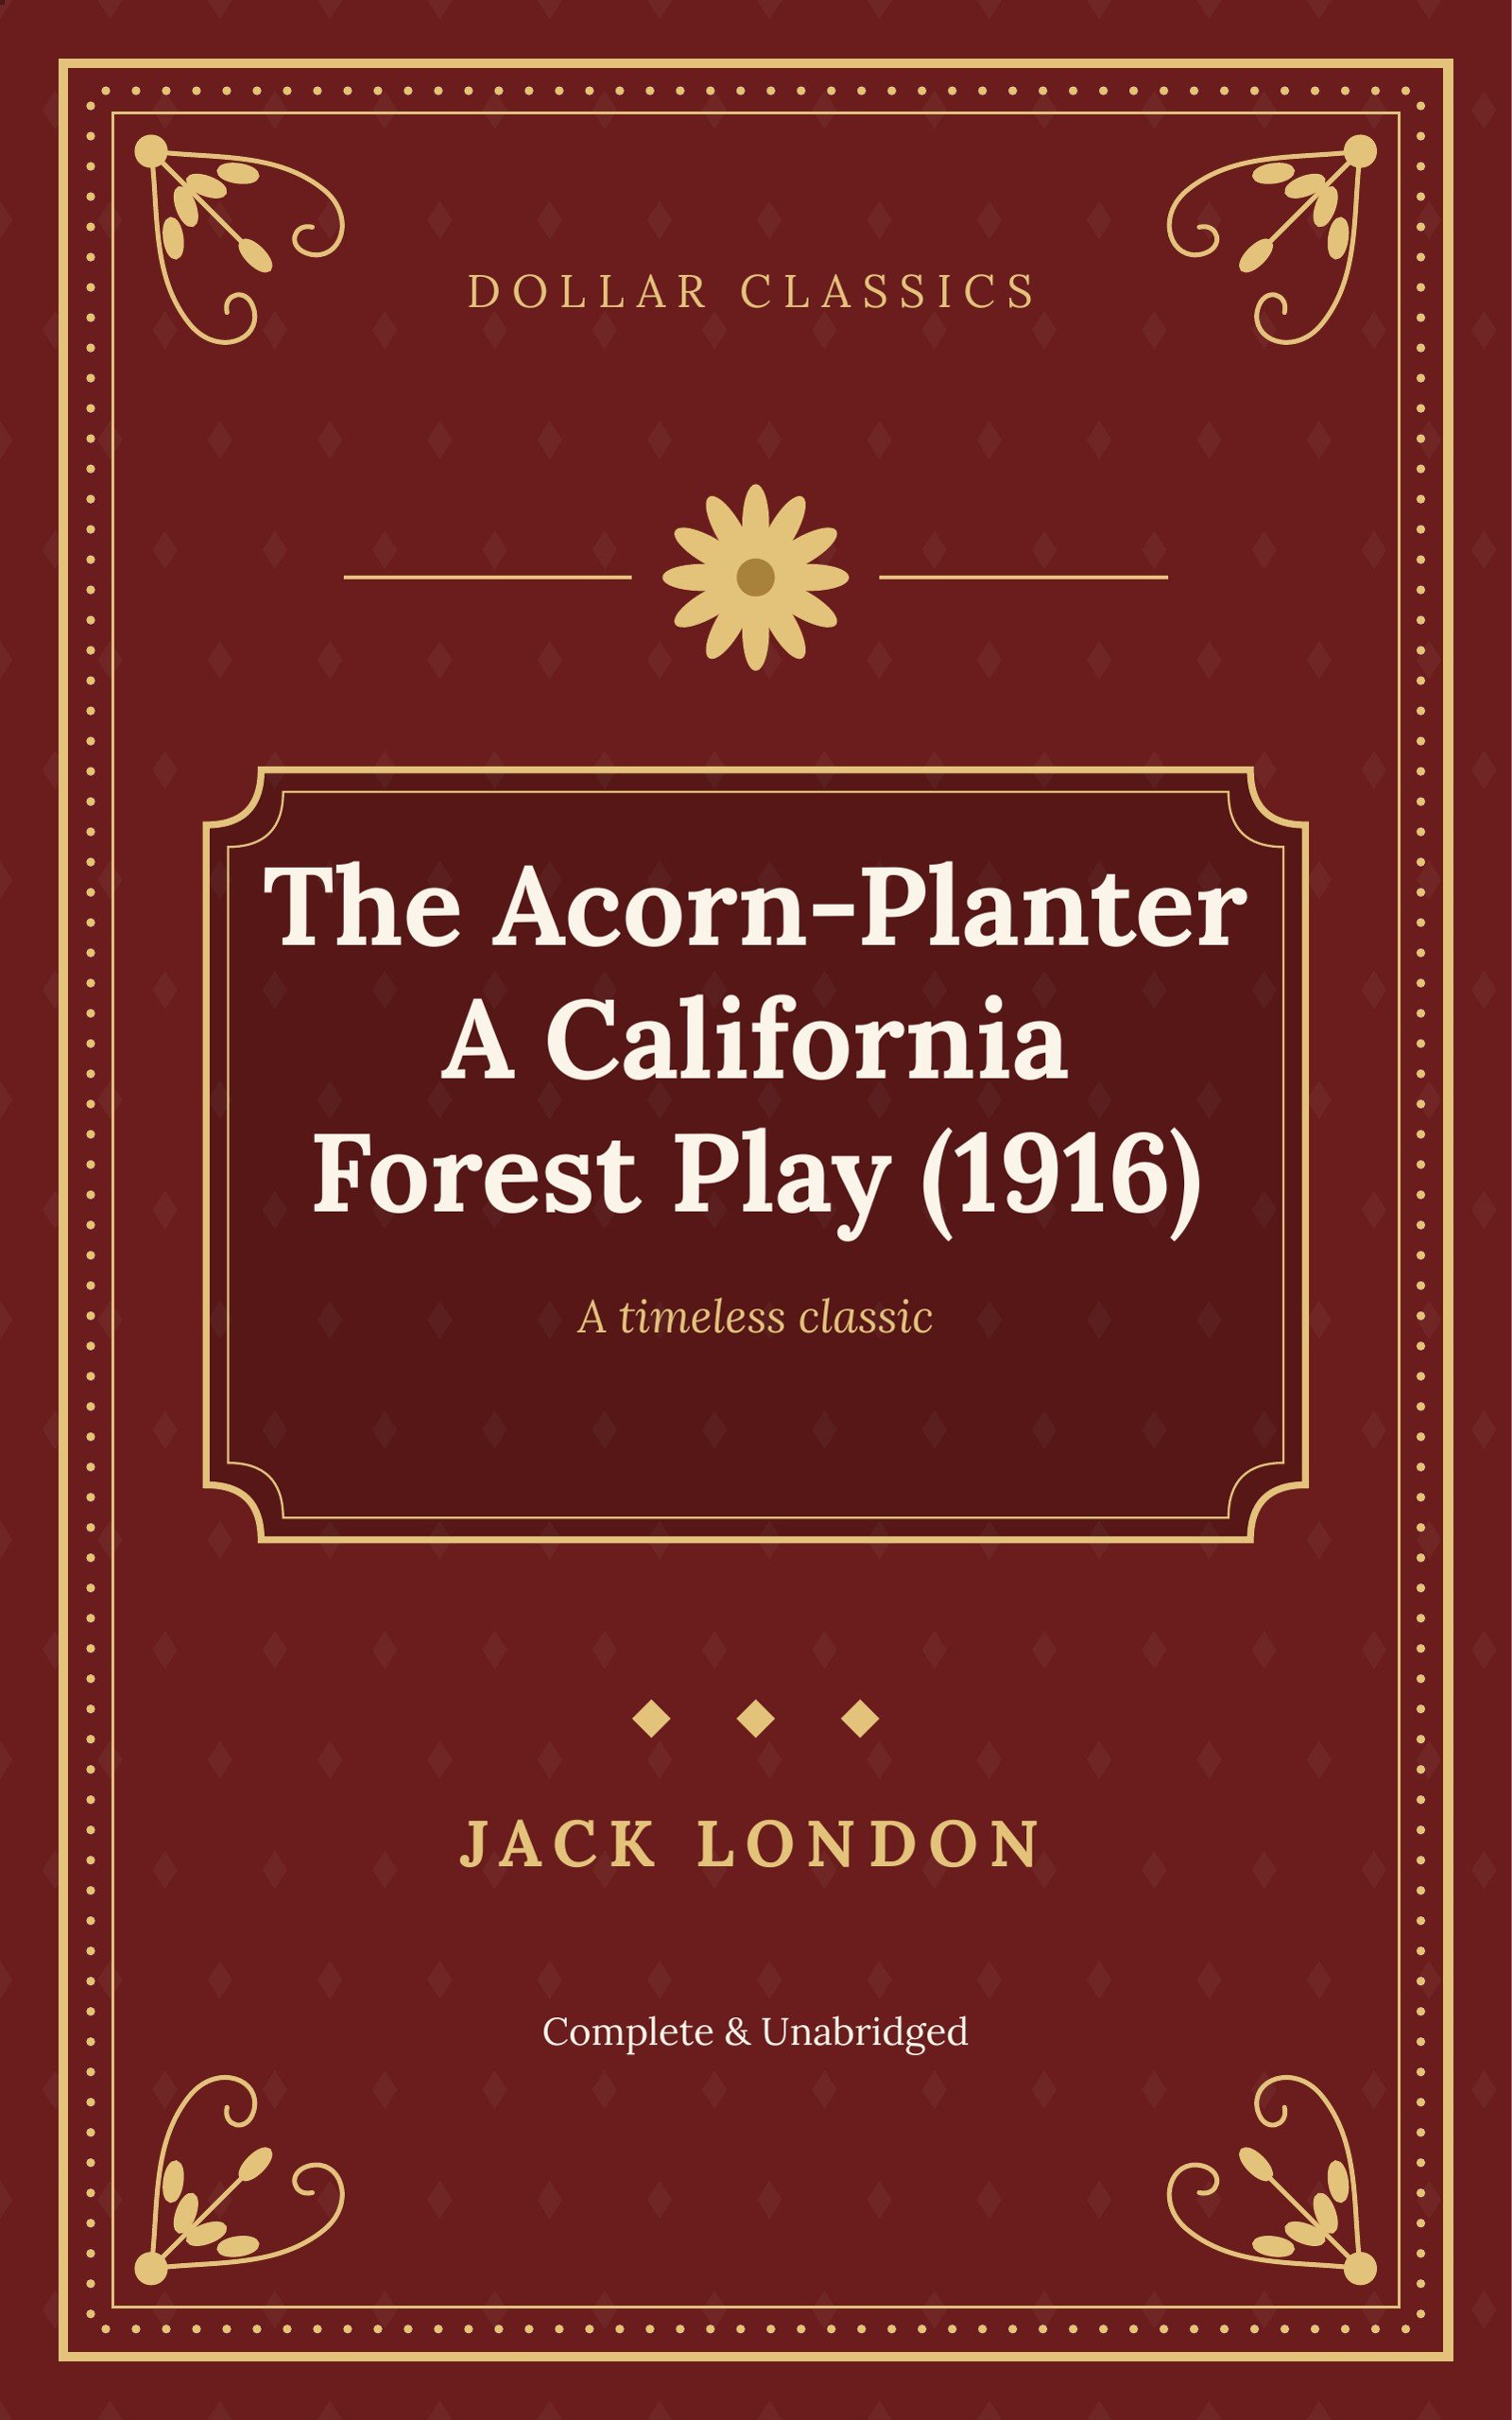 DOLLAR CLASSICS
The Acorn-Planter
A California
Forest Play (1916)
A timeless classic
JACK LONDON
Complete & Unabridged